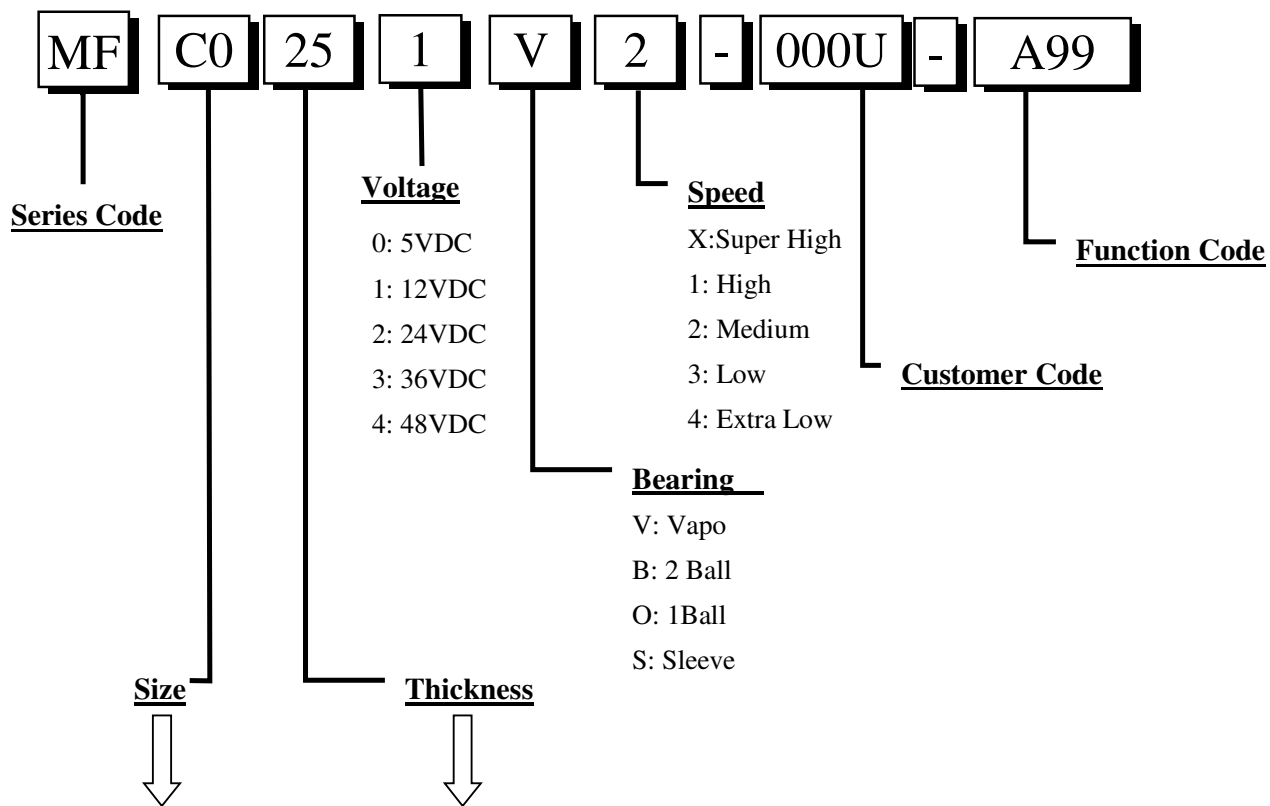 MF C0 25 1 V 2 - 000U - A99
Series Code
Voltage
0: 5VDC
1: 12VDC
2: 24VDC
3: 36VDC
4: 48VDC
Speed
X:Super High
1: High
2: Medium
3: Low
4: Extra Low
Function Code
Customer Code
Bearing
V: Vapo
B: 2 Ball
O: 1Ball
S: Sleeve
Size
Thickness